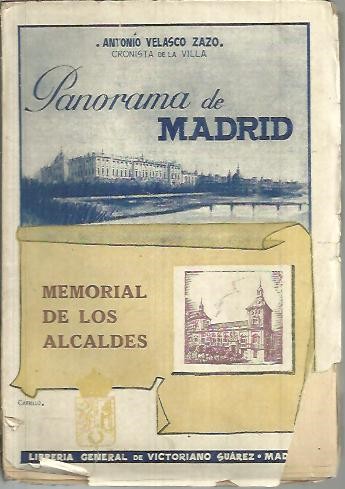 . ANTONIO VELASCO ZAZO.
CRONISTA DE LA VILLA
Panorama de
MADRID
MEMORIAL
DE LOS
ALCALDES
LIBRERIA GENERAL DE VICTORIANO SUÁREZ • MAD